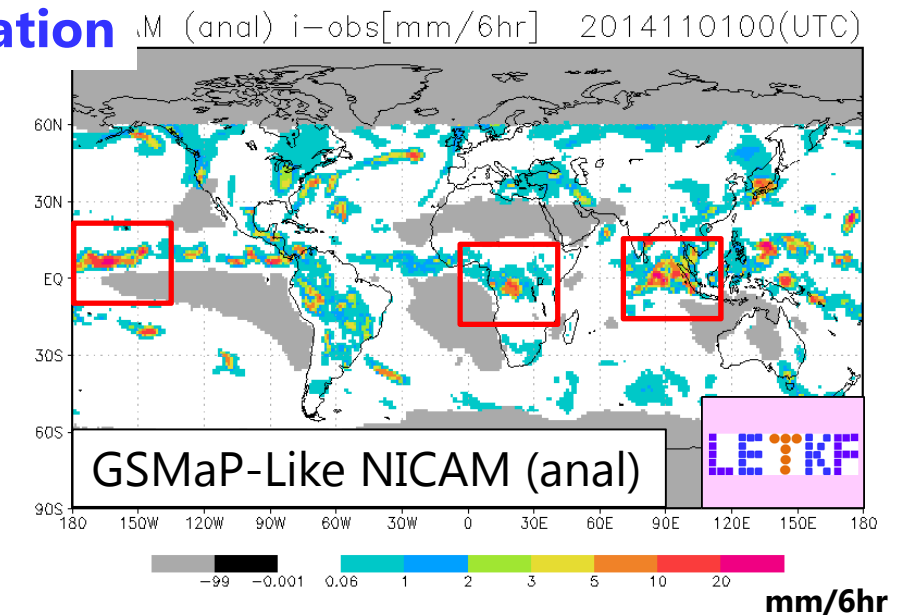 ation
AM (anal) i-obs[mm/6hr] 2014110100(UTC)
60N
30N
EQ
30S
60S
90S
GSMaP-Like NICAM (anal)
LETKF
180 150W 120W 90W 60W 30W 0 30E 60E 90E 120E 150E 180
-99 -0.001 0.06 1 2 3 5 10 20
mm/6hr